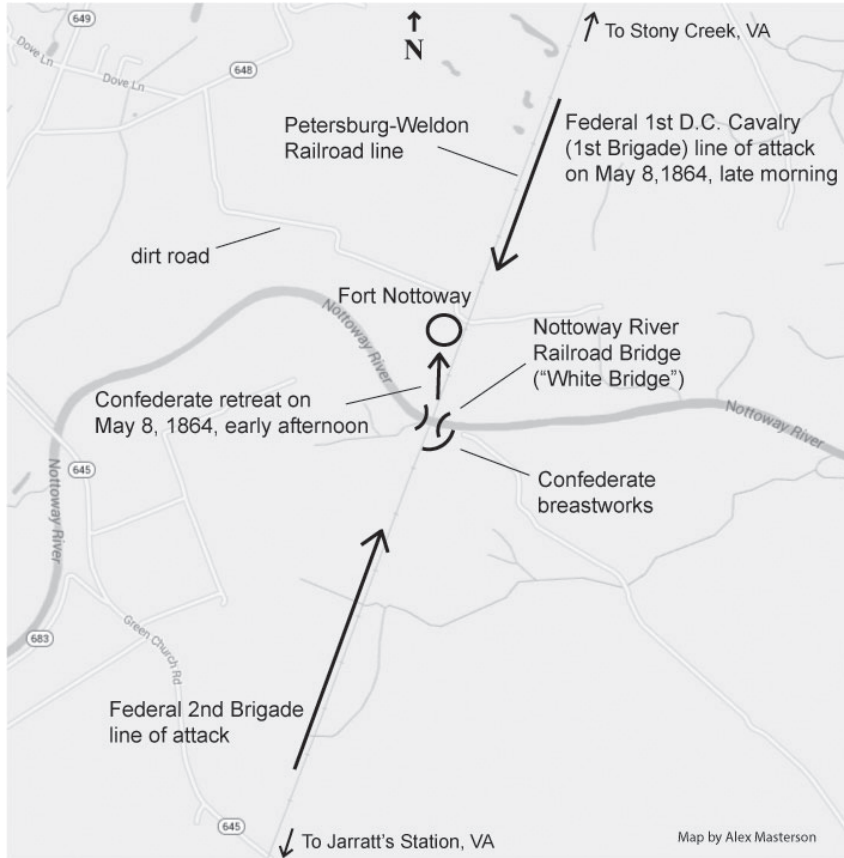 649
N
To Stony Creek, VA
Dove Ln
Dove Ln
648
Petersburg-Weldon
Railroad line
Federal 1st D.C. Cavalry
(1st Brigade) line of attack
on May 8,1864, late morning
dirt road
Fort Nottoway
Nottoway River
Nottoway River
Railroad Bridge
("White Bridge")
Confederate retreat on
May 8, 1864, early afternoon
Nottoway River
645
Nottoway River
Confederate
breastworks
683
Green Church Rd
Federal 2nd Brigade
line of attack
645
To Jarratt's Station, VA
Map by Alex Masterson